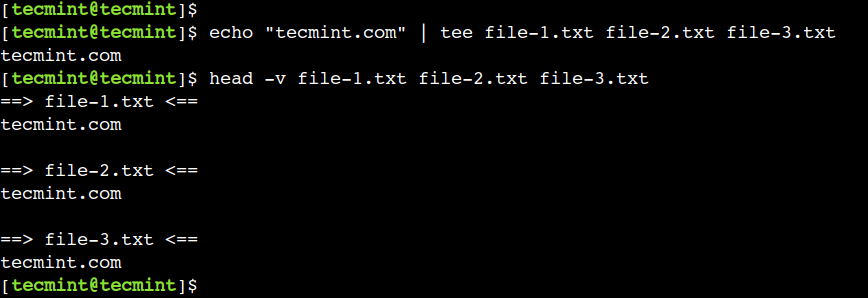 [tecmint@tecmint]$
[tecmint@tecmint]$ echo "tecmint.com" | tee file-1.txt file-2.txt file-3.txt
tecmint.com
[tecmint@tecmint]$ head -v file-1.txt file-2.txt file-3.txt
==> file-1.txt <==
tecmint.com

==> file-2.txt <==
tecmint.com

==> file-3.txt <==
tecmint.com
[tecmint@tecmint]$